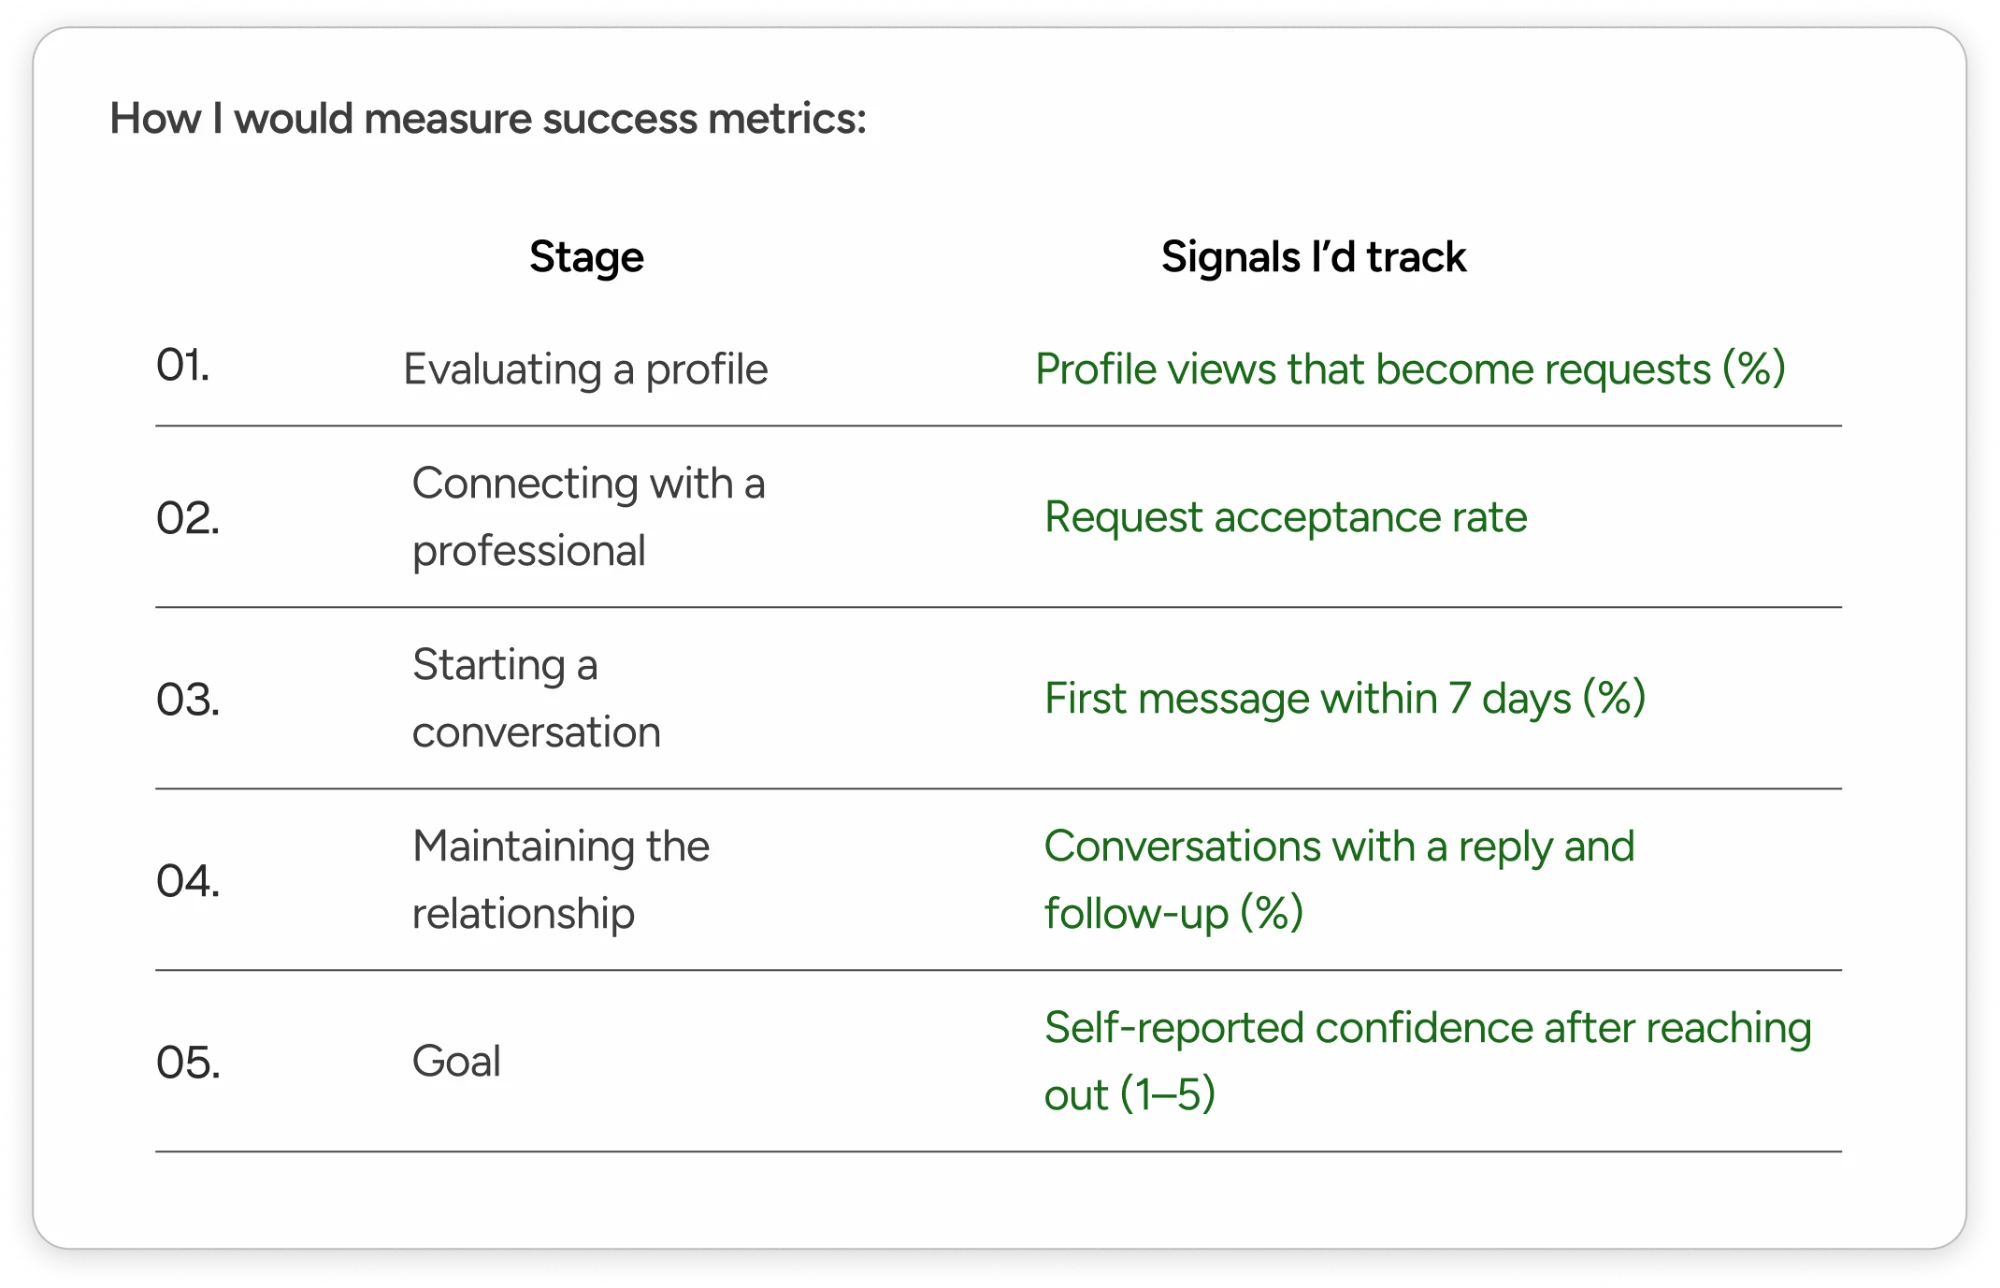 How I would measure success metrics:
Stage
Signals I’d track
01.
Evaluating a profile
Profile views that become requests (%)
02.
Connecting with a
professional
Request acceptance rate
03.
Starting a
conversation
First message within 7 days (%)
04.
Maintaining the
relationship
Conversations with a reply and
follow-up (%)
05.
Goal
Self-reported confidence after reaching
out (1–5)